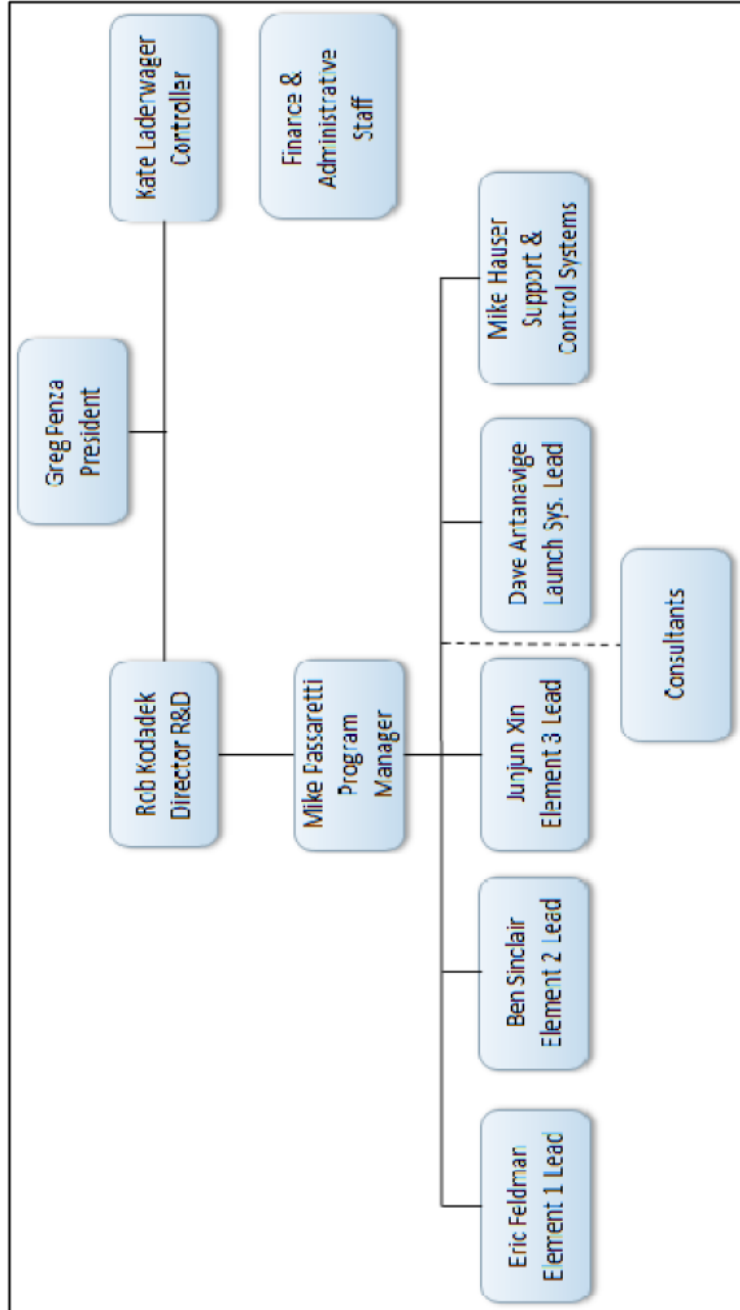 Greg Penza
President
Rob Kodadek
Director R&D
Kate Laderwager
Controller
Mike Passaretti
Program
Manager
Finance &
Administrative
Staff
Eric Feldman
Element 1 Lead
Ben Sinclair
Element 2 Lead
Junjun Xin
Element 3 Lead
Dave Antanavige
Launch Sys. Lead
Mike Hauser
Support &
Control Systems
Consultants